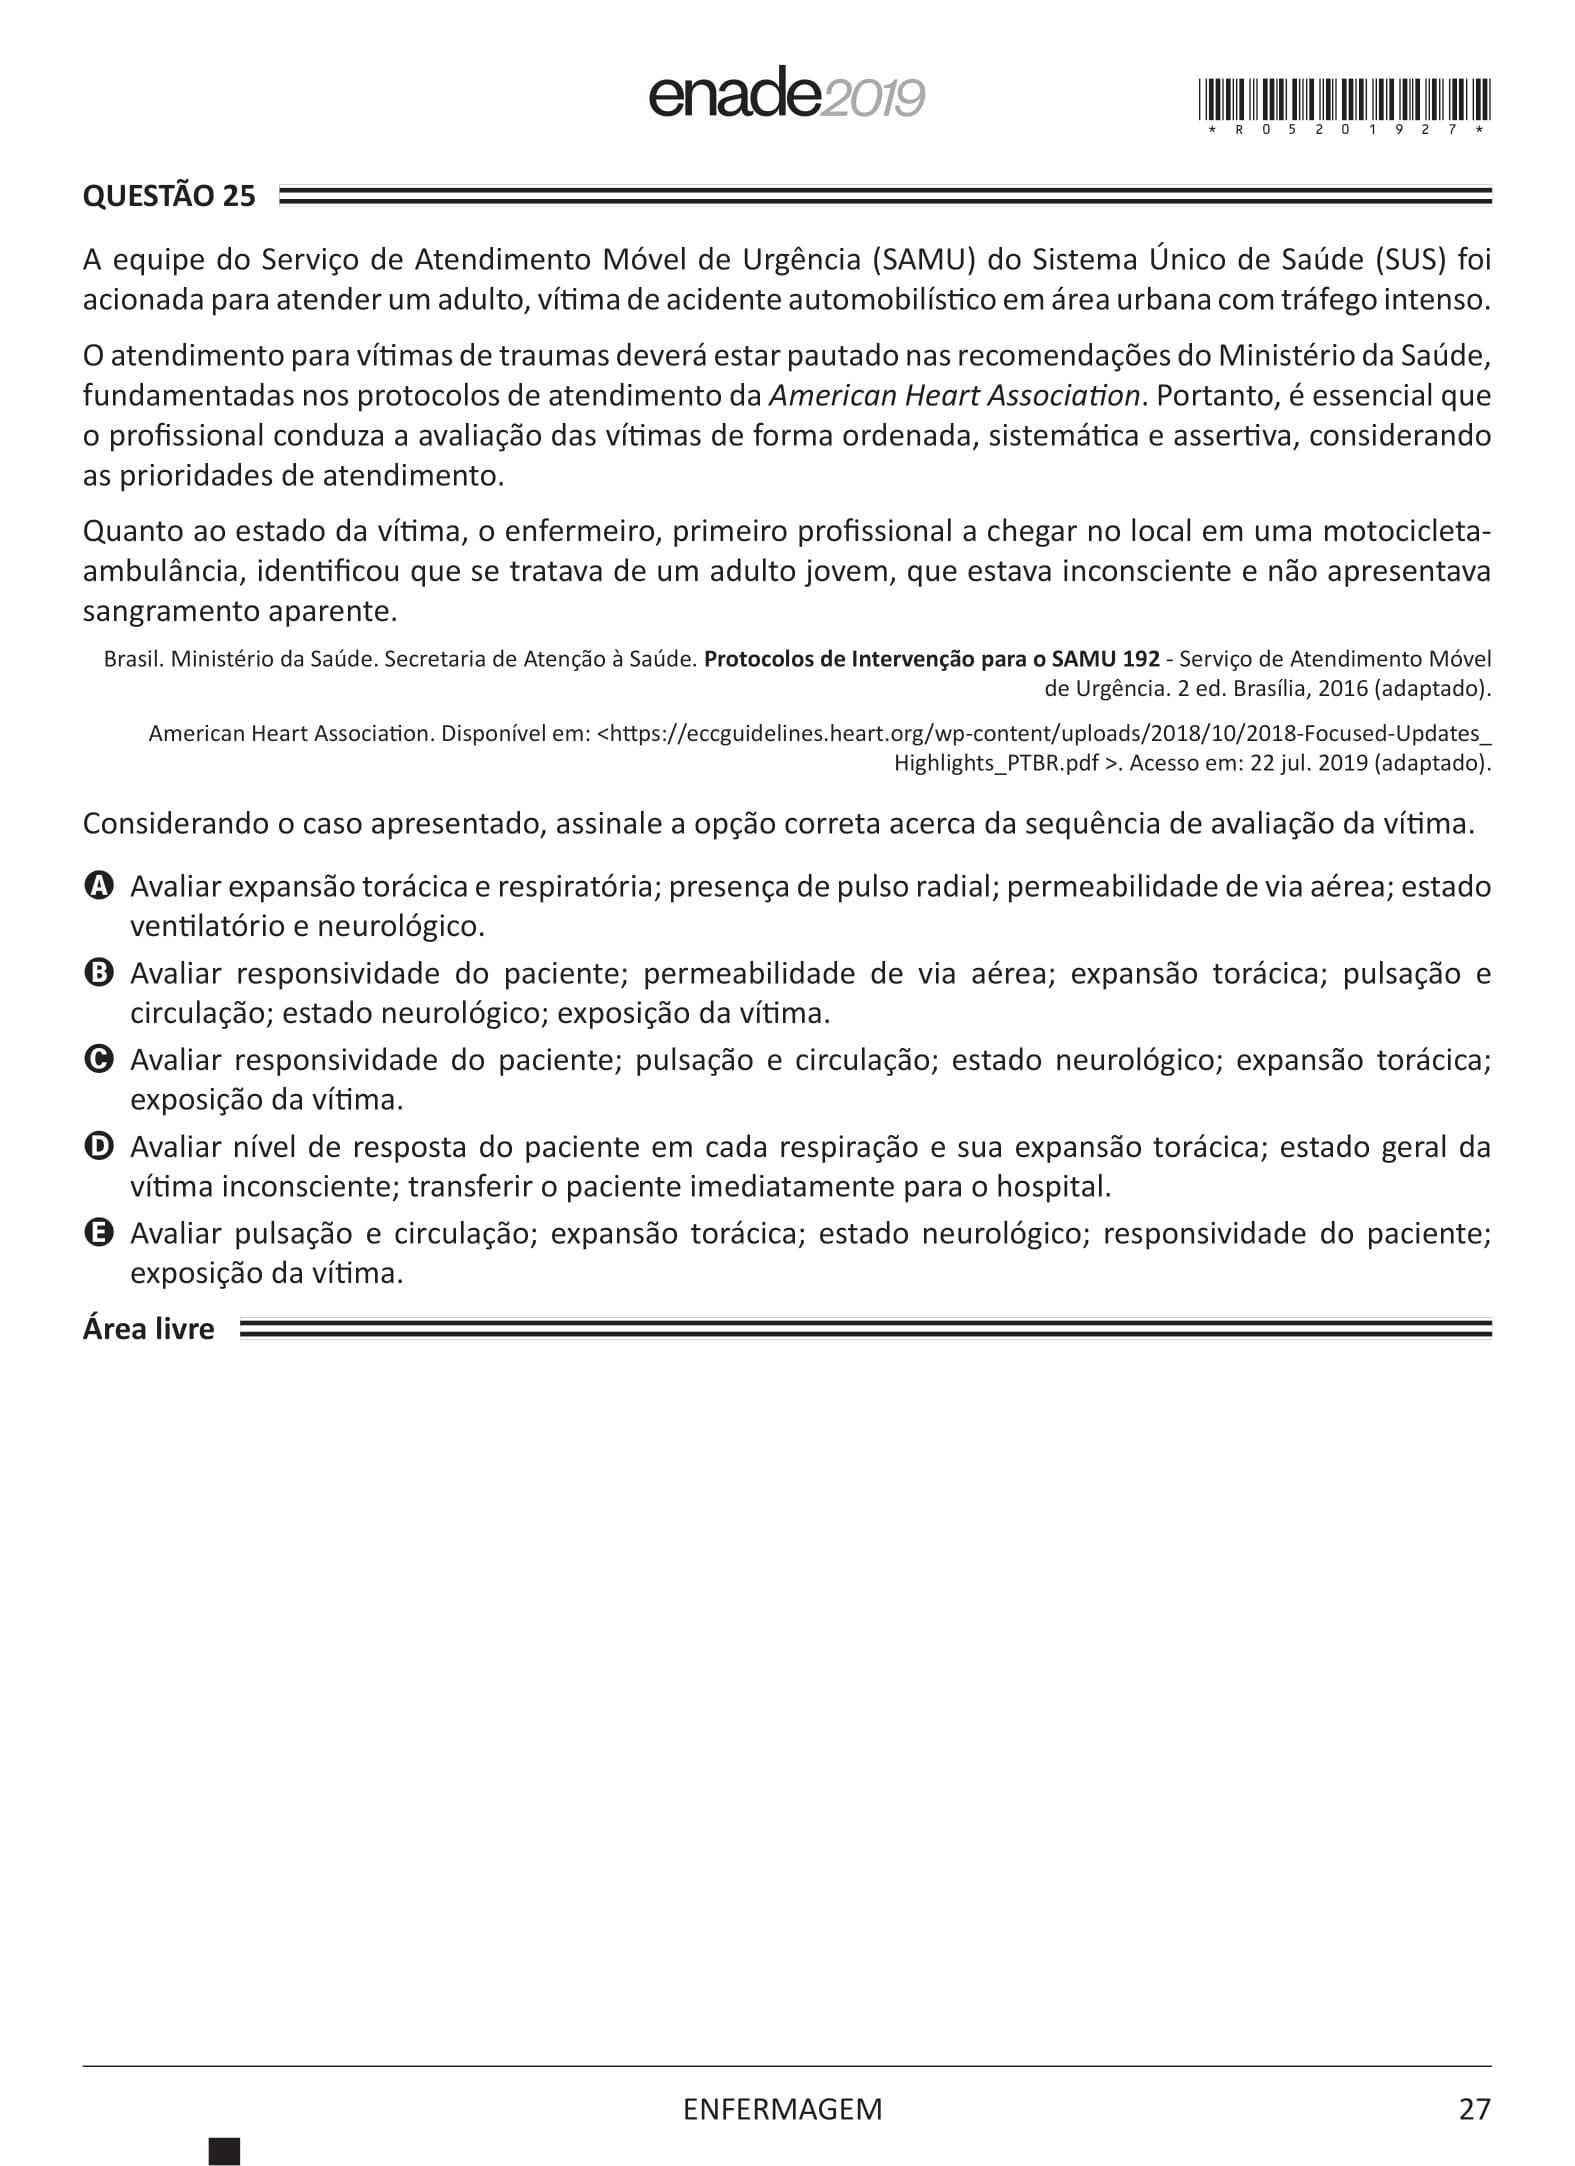 enade2019
*R05201927*
QUESTÃO 25
A equipe do Serviço de Atendimento Móvel de Urgência (SAMU) do Sistema Único de Saúde (SUS) foi
acionada para atender um adulto, vítima de acidente automobilístico em área urbana com tráfego intenso.
O atendimento para vítimas de traumas deverá estar pautado nas recomendações do Ministério da Saúde,
fundamentadas nos protocolos de atendimento da American Heart Association. Portanto, é essencial que
o profissional conduza a avaliação das vítimas de forma ordenada, sistemática e assertiva, considerando
as prioridades de atendimento.
Quanto ao estado da vítima, o enfermeiro, primeiro profissional a chegar no local em uma motocicleta-
ambulância, identificou que se tratava de um adulto jovem, que estava inconsciente e não apresentava
sangramento aparente.
Brasil. Ministério da Saúde. Secretaria de Atenção à Saúde. Protocolos de Intervenção para o SAMU 192 - Serviço de Atendimento Móvel
de Urgência. 2 ed. Brasília, 2016 (adaptado).
American Heart Association. Disponível em: <https://eccguidelines.heart.org/wp-content/uploads/2018/10/2018-Focused-Updates_
Highlights_PTBR.pdf >. Acesso em: 22 jul. 2019 (adaptado).
Considerando o caso apresentado, assinale a opção correta acerca da sequência de avaliação da vítima.
A Avaliar expansão torácica e respiratória; presença de pulso radial; permeabilidade de via aérea; estado
ventilatório e neurológico.
B Avaliar responsividade do paciente; permeabilidade de via aérea; expansão torácica; pulsação e
circulação; estado neurológico; exposição da vítima.
C Avaliar responsividade do paciente; pulsação e circulação; estado neurológico; expansão torácica;
exposição da vítima.
D Avaliar nível de resposta do paciente em cada respiração e sua expansão torácica; estado geral da
vítima inconsciente; transferir o paciente imediatamente para o hospital.
E Avaliar pulsação e circulação; expansão torácica; estado neurológico; responsividade do paciente;
exposição da vítima.
Área livre
ENFERMAGEM
27